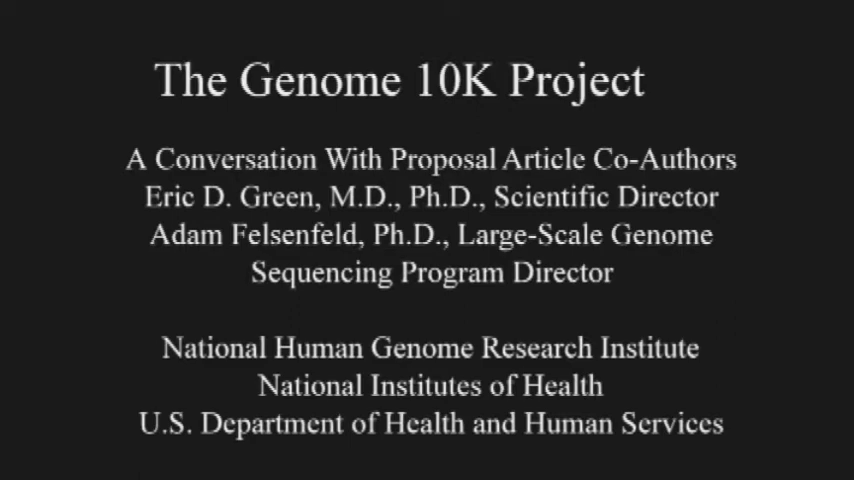 The Genome 10K Project
A Conversation With Proposal Article Co-Authors
Eric D. Green, M.D., Ph.D., Scientific Director
Adam Felsenfeld, Ph.D., Large-Scale Genome
Sequencing Program Director
National Human Genome Research Institute
National Institutes of Health
U.S. Department of Health and Human Services